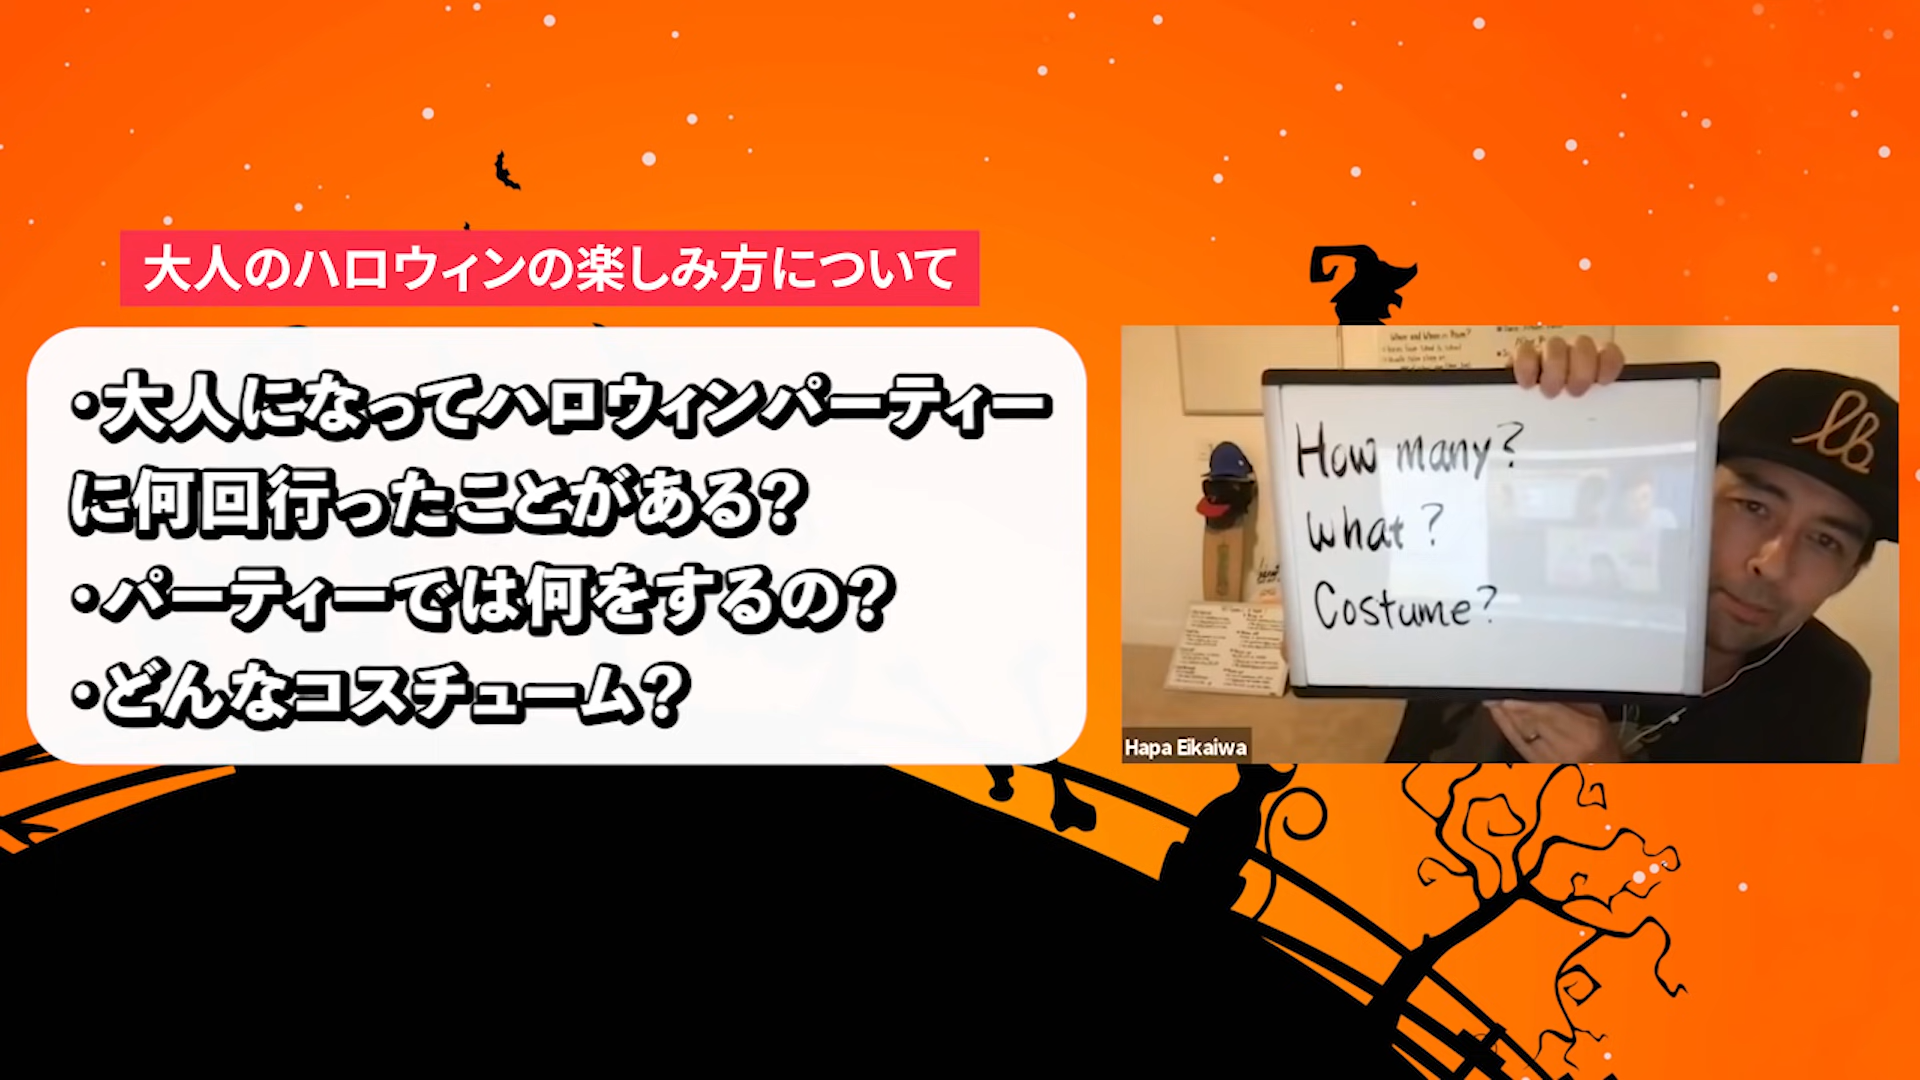 大人のハロウィンの楽しみ方について
・大人になってハロウィンパーティー
に何回行ったことがある？
・パーティーでは何をするの？
・どんなコスチューム？
How many?
What?
Costume?
lb
Hapa Eikaiwa